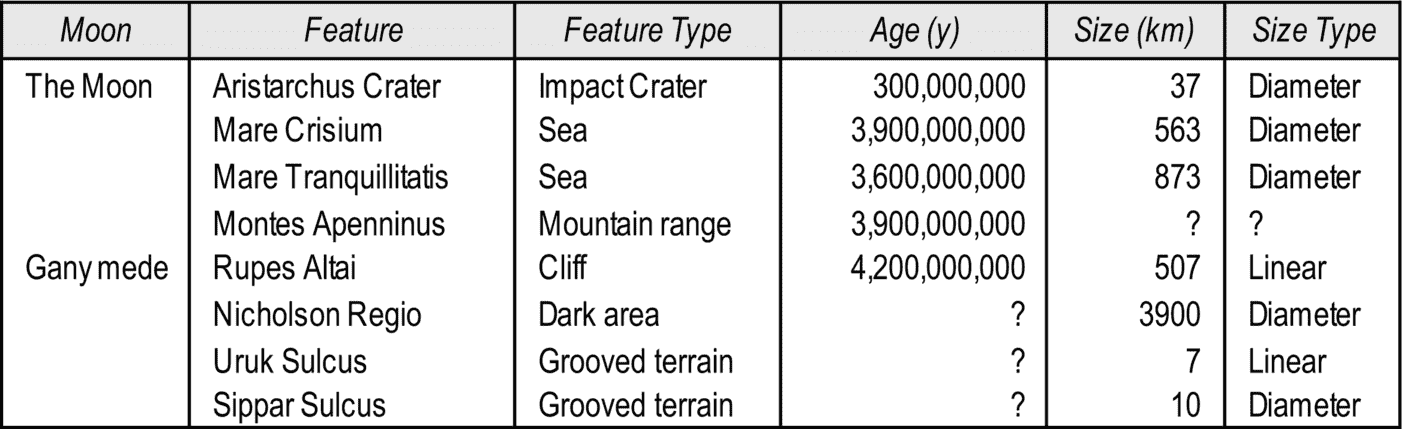 Moon Feature Feature Type Age (y) Size (km) Size Type
The Moon Aristarchus Crater Impact Crater 300,000,000 37 Diameter
Mare Crisium Sea 3,900,000,000 563 Diameter
Mare Tranquillitatis Sea 3,600,000,000 873 Diameter
Montes Apenninus Mountain range 3,900,000,000 ? ?
Ganymede Rupes Altai Cliff 4,200,000,000 507 Linear
Nicholson Regio Dark area ? 3900 Diameter
Uruk Sulcus Grooved terrain ? 7 Linear
Sippar Sulcus Grooved terrain ? 10 Diameter